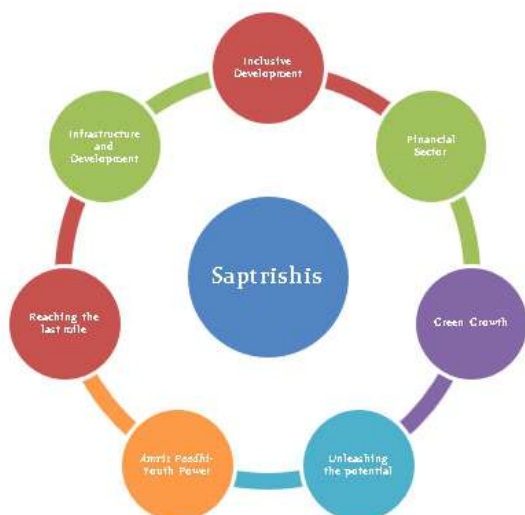 Inclusive
Development
Financial
Sector
Green Growth
Unleashing
the potential
Amrit Peedhi-
Youth Power
Reaching the
last mile
Infrastructure
and
Development
Saptrishis